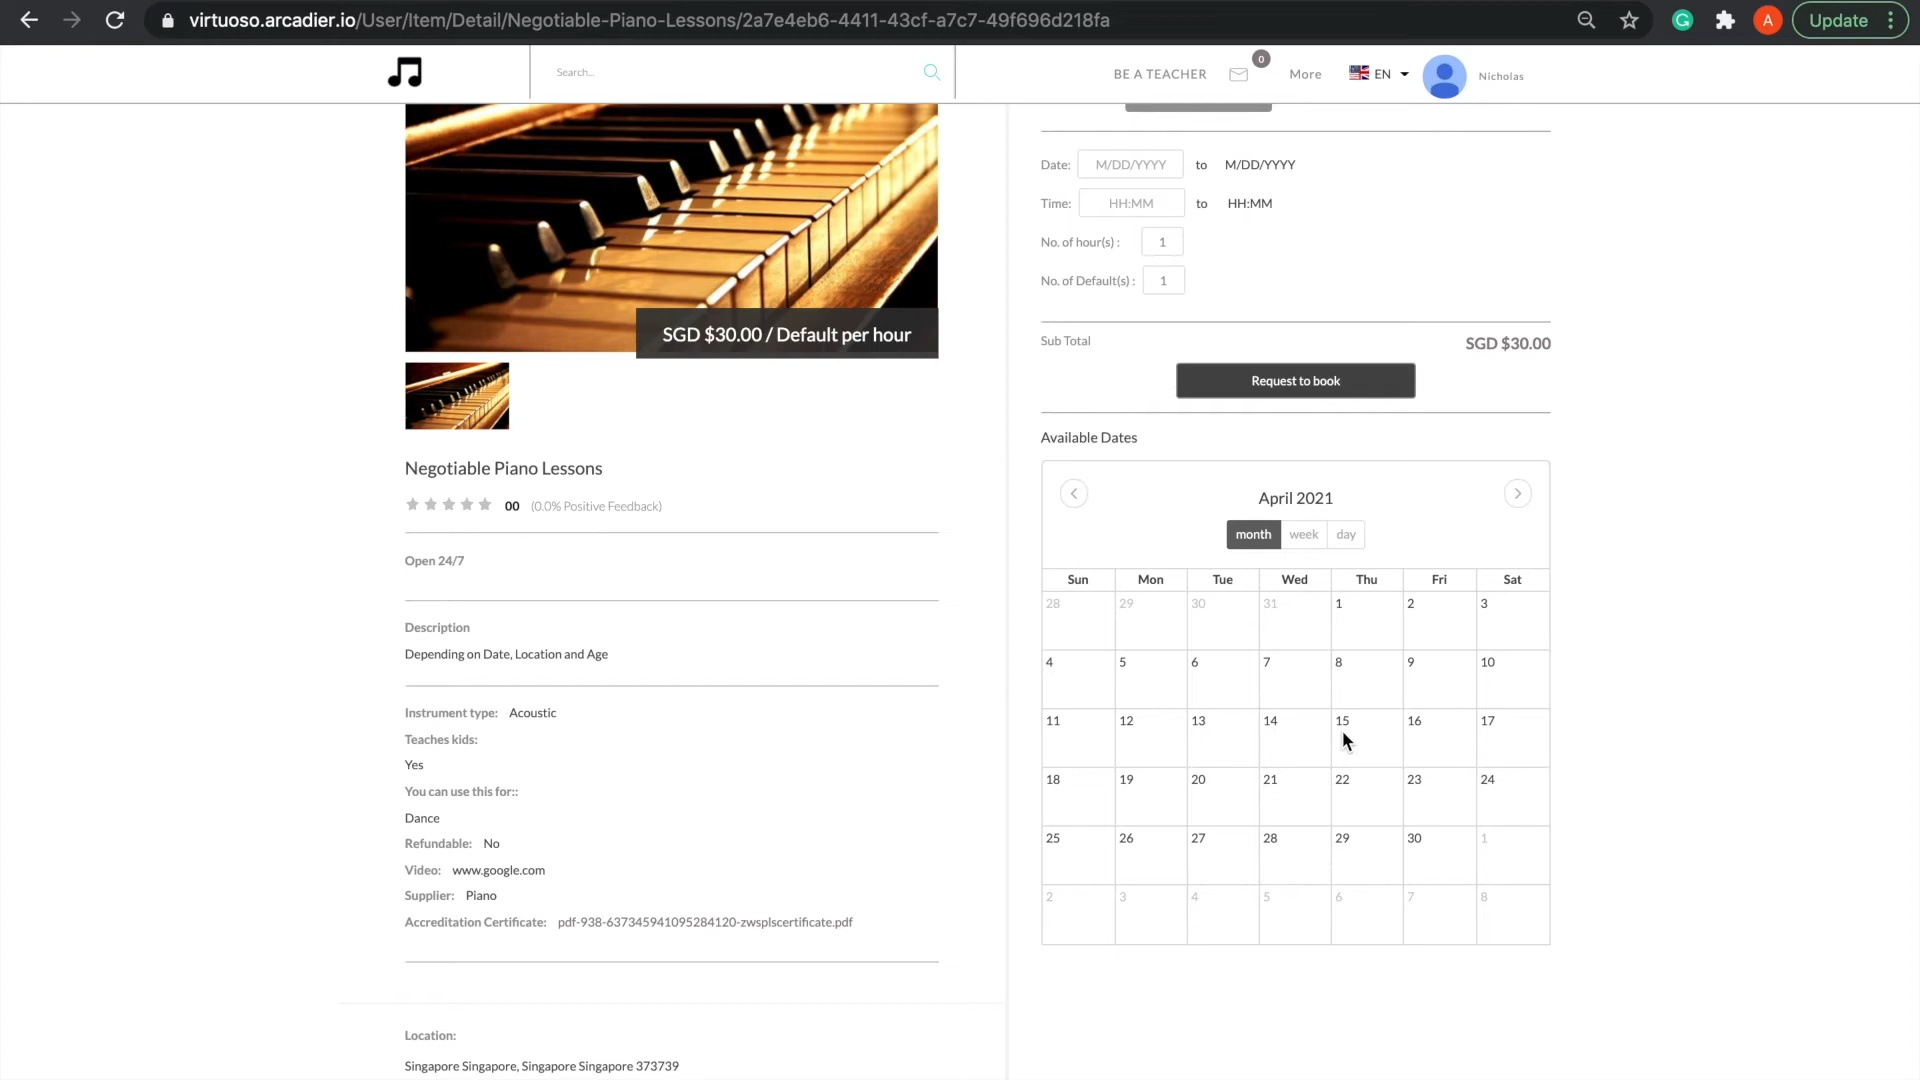 virtuoso.arcadier.io/User/Item/Detail/Negotiable-Piano-Lessons/2a7e4eb6-4411-43cf-a7c7-49f696d218fa
A
Update
Search...
BE A TEACHER
0
More
EN
Nicholas
SGD $30.00 / Default per hour
Negotiable Piano Lessons
00 (0.0% Positive Feedback)
Open 24/7
Description
Depending on Date, Location and Age
Instrument type: Acoustic
Teaches kids:
Yes
You can use this for::
Dance
Refundable: No
Video: www.google.com
Supplier: Piano
Accreditation Certificate: pdf-938-637345941095284120-zwsplscertificate.pdf
Location:
Singapore Singapore, Singapore Singapore 373739
Date: M/DD/YYYY to M/DD/YYYY
Time: HH:MM to HH:MM
No. of hour(s) : 1
No. of Default(s) : 1
Sub Total SGD $30.00
Request to book
Available Dates
April 2021
month week day
Sun Mon Tue Wed Thu Fri Sat
28 29 30 31 1 2 3
4 5 6 7 8 9 10
11 12 13 14 15 16 17
18 19 20 21 22 23 24
25 26 27 28 29 30 1
2 3 4 5 6 7 8